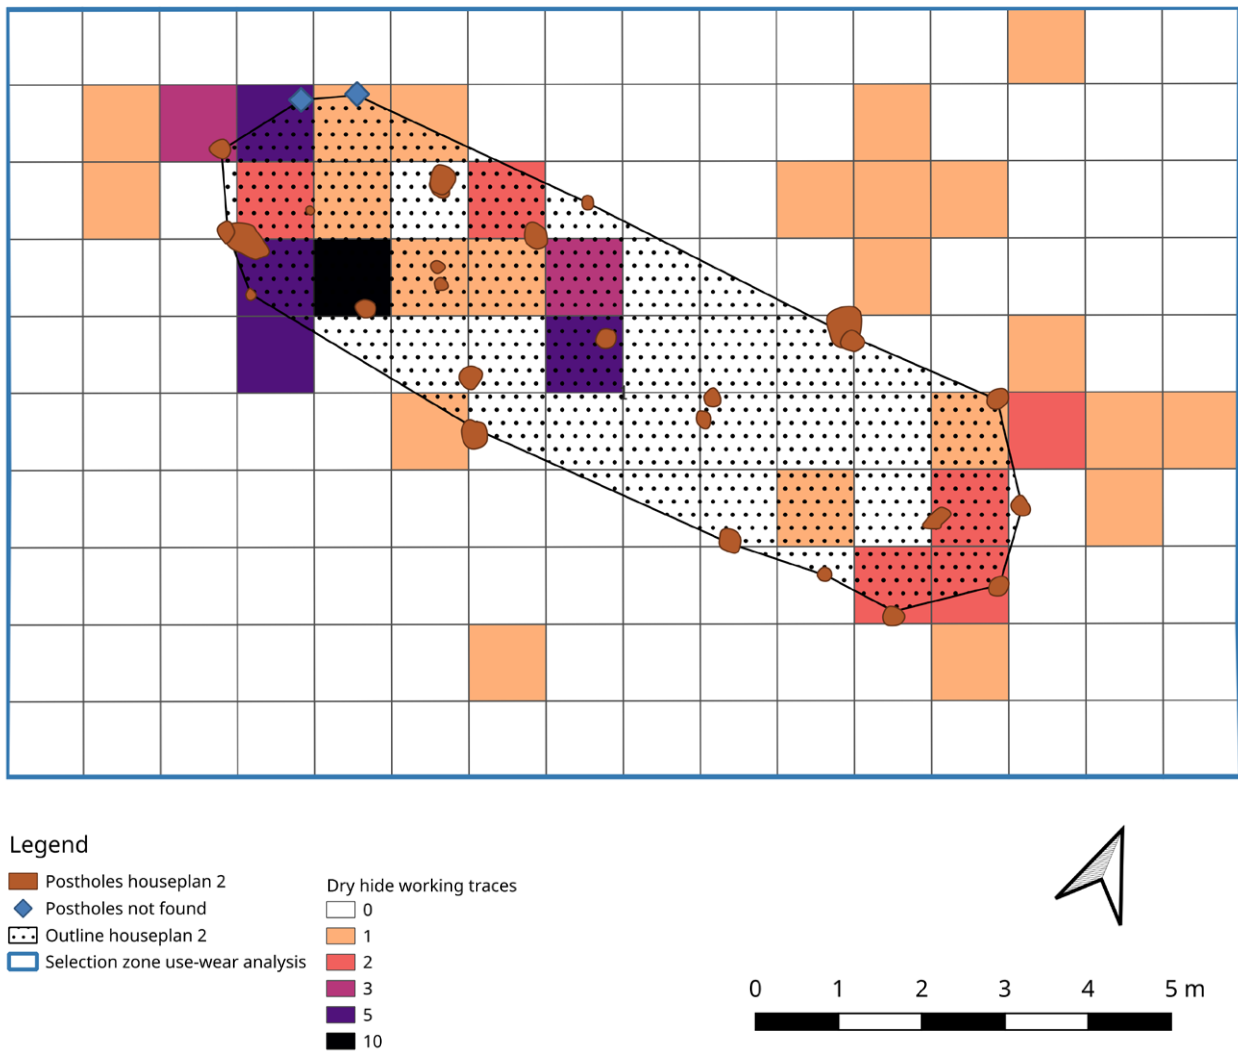 Legend
Postholes houseplan 2
Postholes not found
Outline houseplan 2
Selection zone use-wear analysis
Dry hide working traces
0
1
2
3
5
10
0 1 2 3 4 5 m